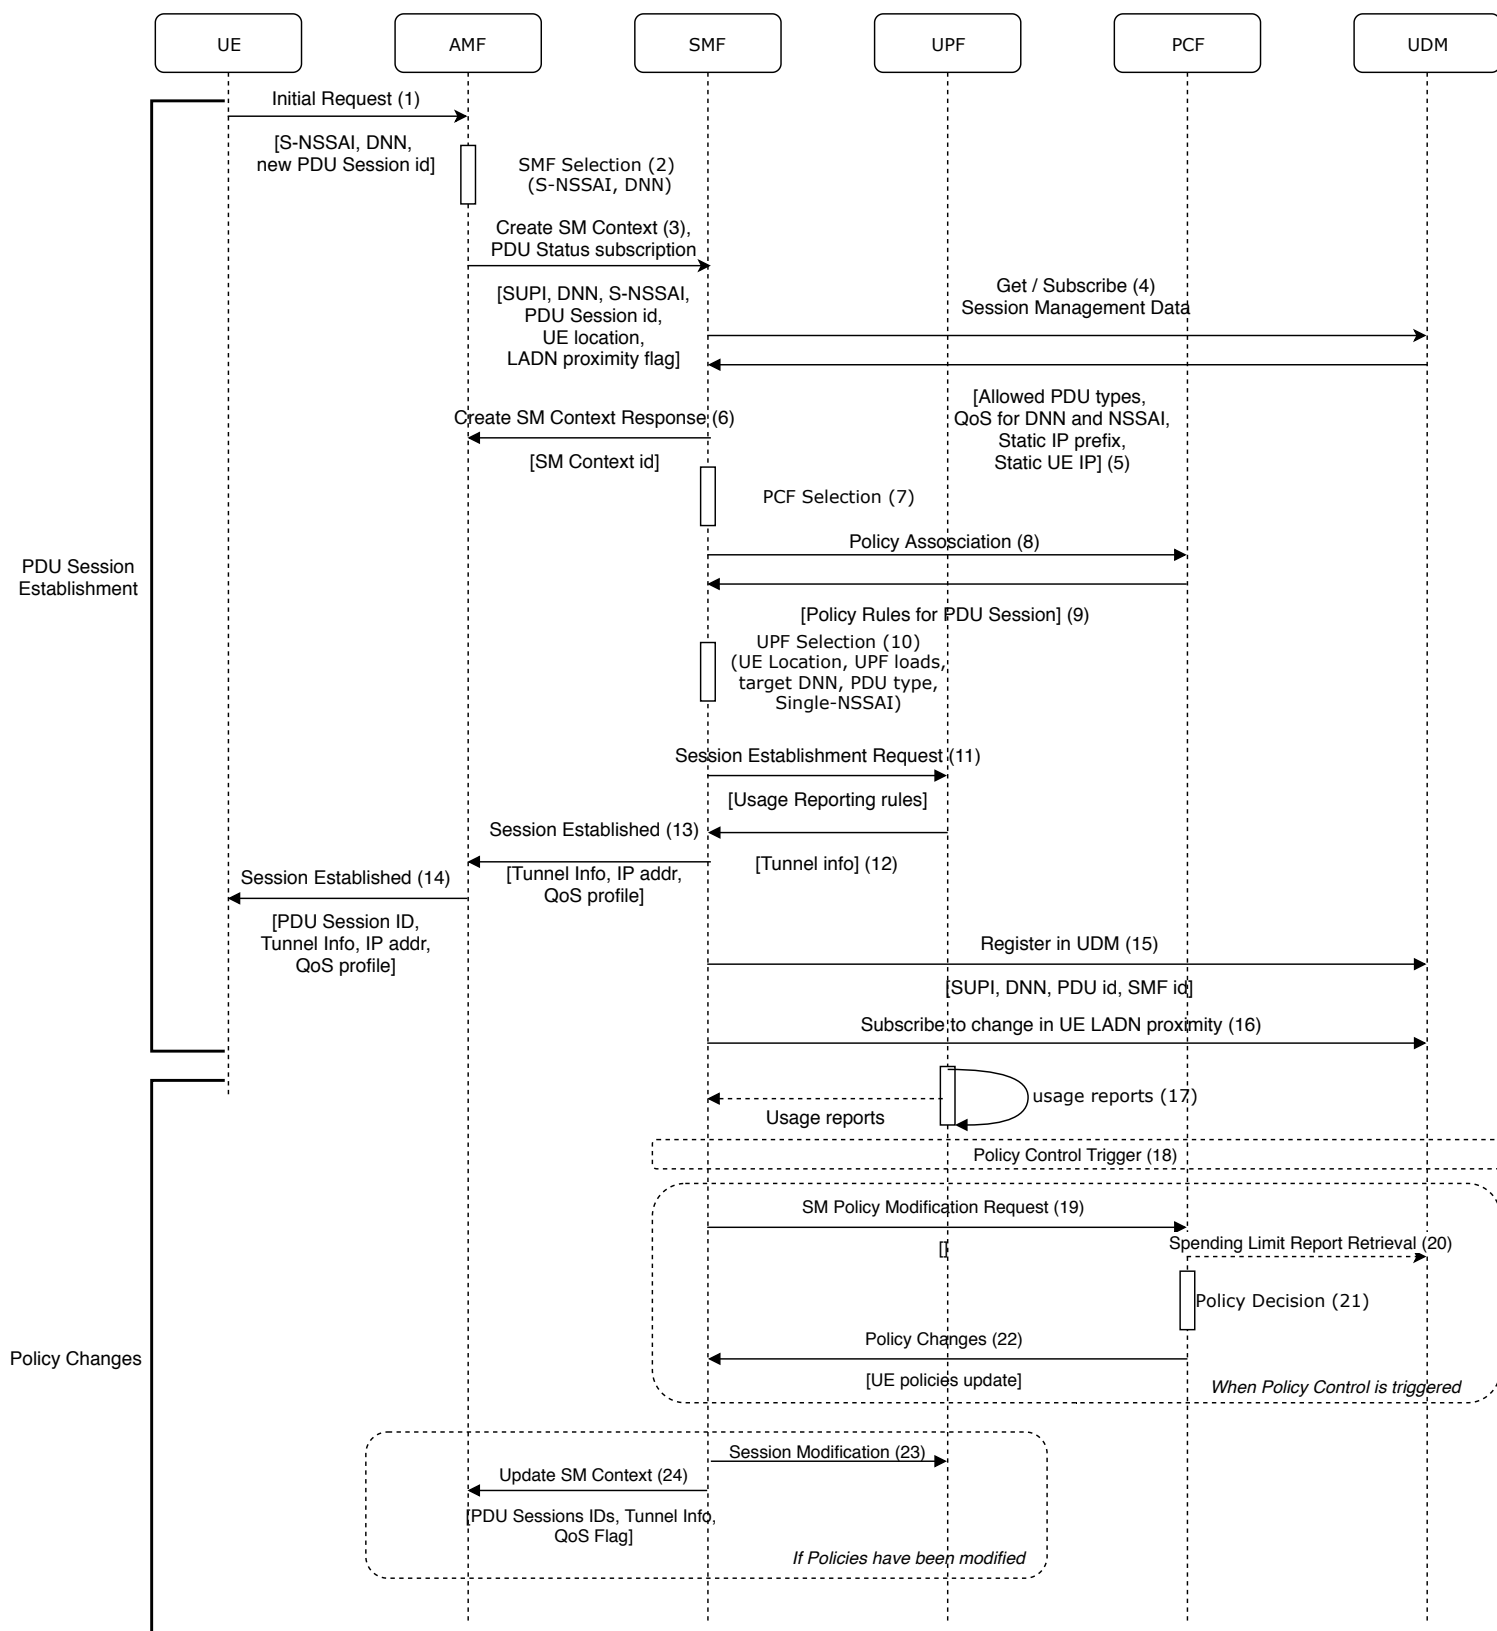 UE
AMF
SMF
UPF
PCF
UDM
Initial Request (1)
[S-NSSAI, DNN,
new PDU Session id]
SMF Selection (2)
(S-NSSAI, DNN)
Create SM Context (3),
PDU Status subscription
[SUPI, DNN, S-NSSAI,
PDU Session id,
UE location,
LADN proximity flag]
Get / Subscribe (4)
Session Management Data
[Allowed PDU types,
QoS for DNN and NSSAI,
Static IP prefix,
Static UE IP] (5)
Create SM Context Response (6)
[SM Context id]
PCF Selection (7)
Policy Assosciation (8)
PDU Session
Establishment
[Policy Rules for PDU Session] (9)
UPF Selection (10)
(UE Location, UPF loads,
target DNN, PDU type,
Single-NSSAI)
Session Establishment Request (11)
[Usage Reporting rules]
Session Established (13)
[Tunnel info] (12)
[Tunnel Info, IP addr,
QoS profile]
Session Established (14)
[PDU Session ID,
Tunnel Info, IP addr,
QoS profile]
Register in UDM (15)
[SUPI, DNN, PDU id, SMF id]
Subscribe to change in UE LADN proximity (16)
usage reports (17)
Usage reports
Policy Control Trigger (18)
SM Policy Modification Request (19)
[]
Spending Limit Report Retrieval (20)
Policy Decision (21)
Policy Changes (22)
Policy Changes
[UE policies update]
When Policy Control is triggered
Session Modification (23)
Update SM Context (24)
[PDU Sessions IDs, Tunnel Info,
QoS Flag]
If Policies have been modified